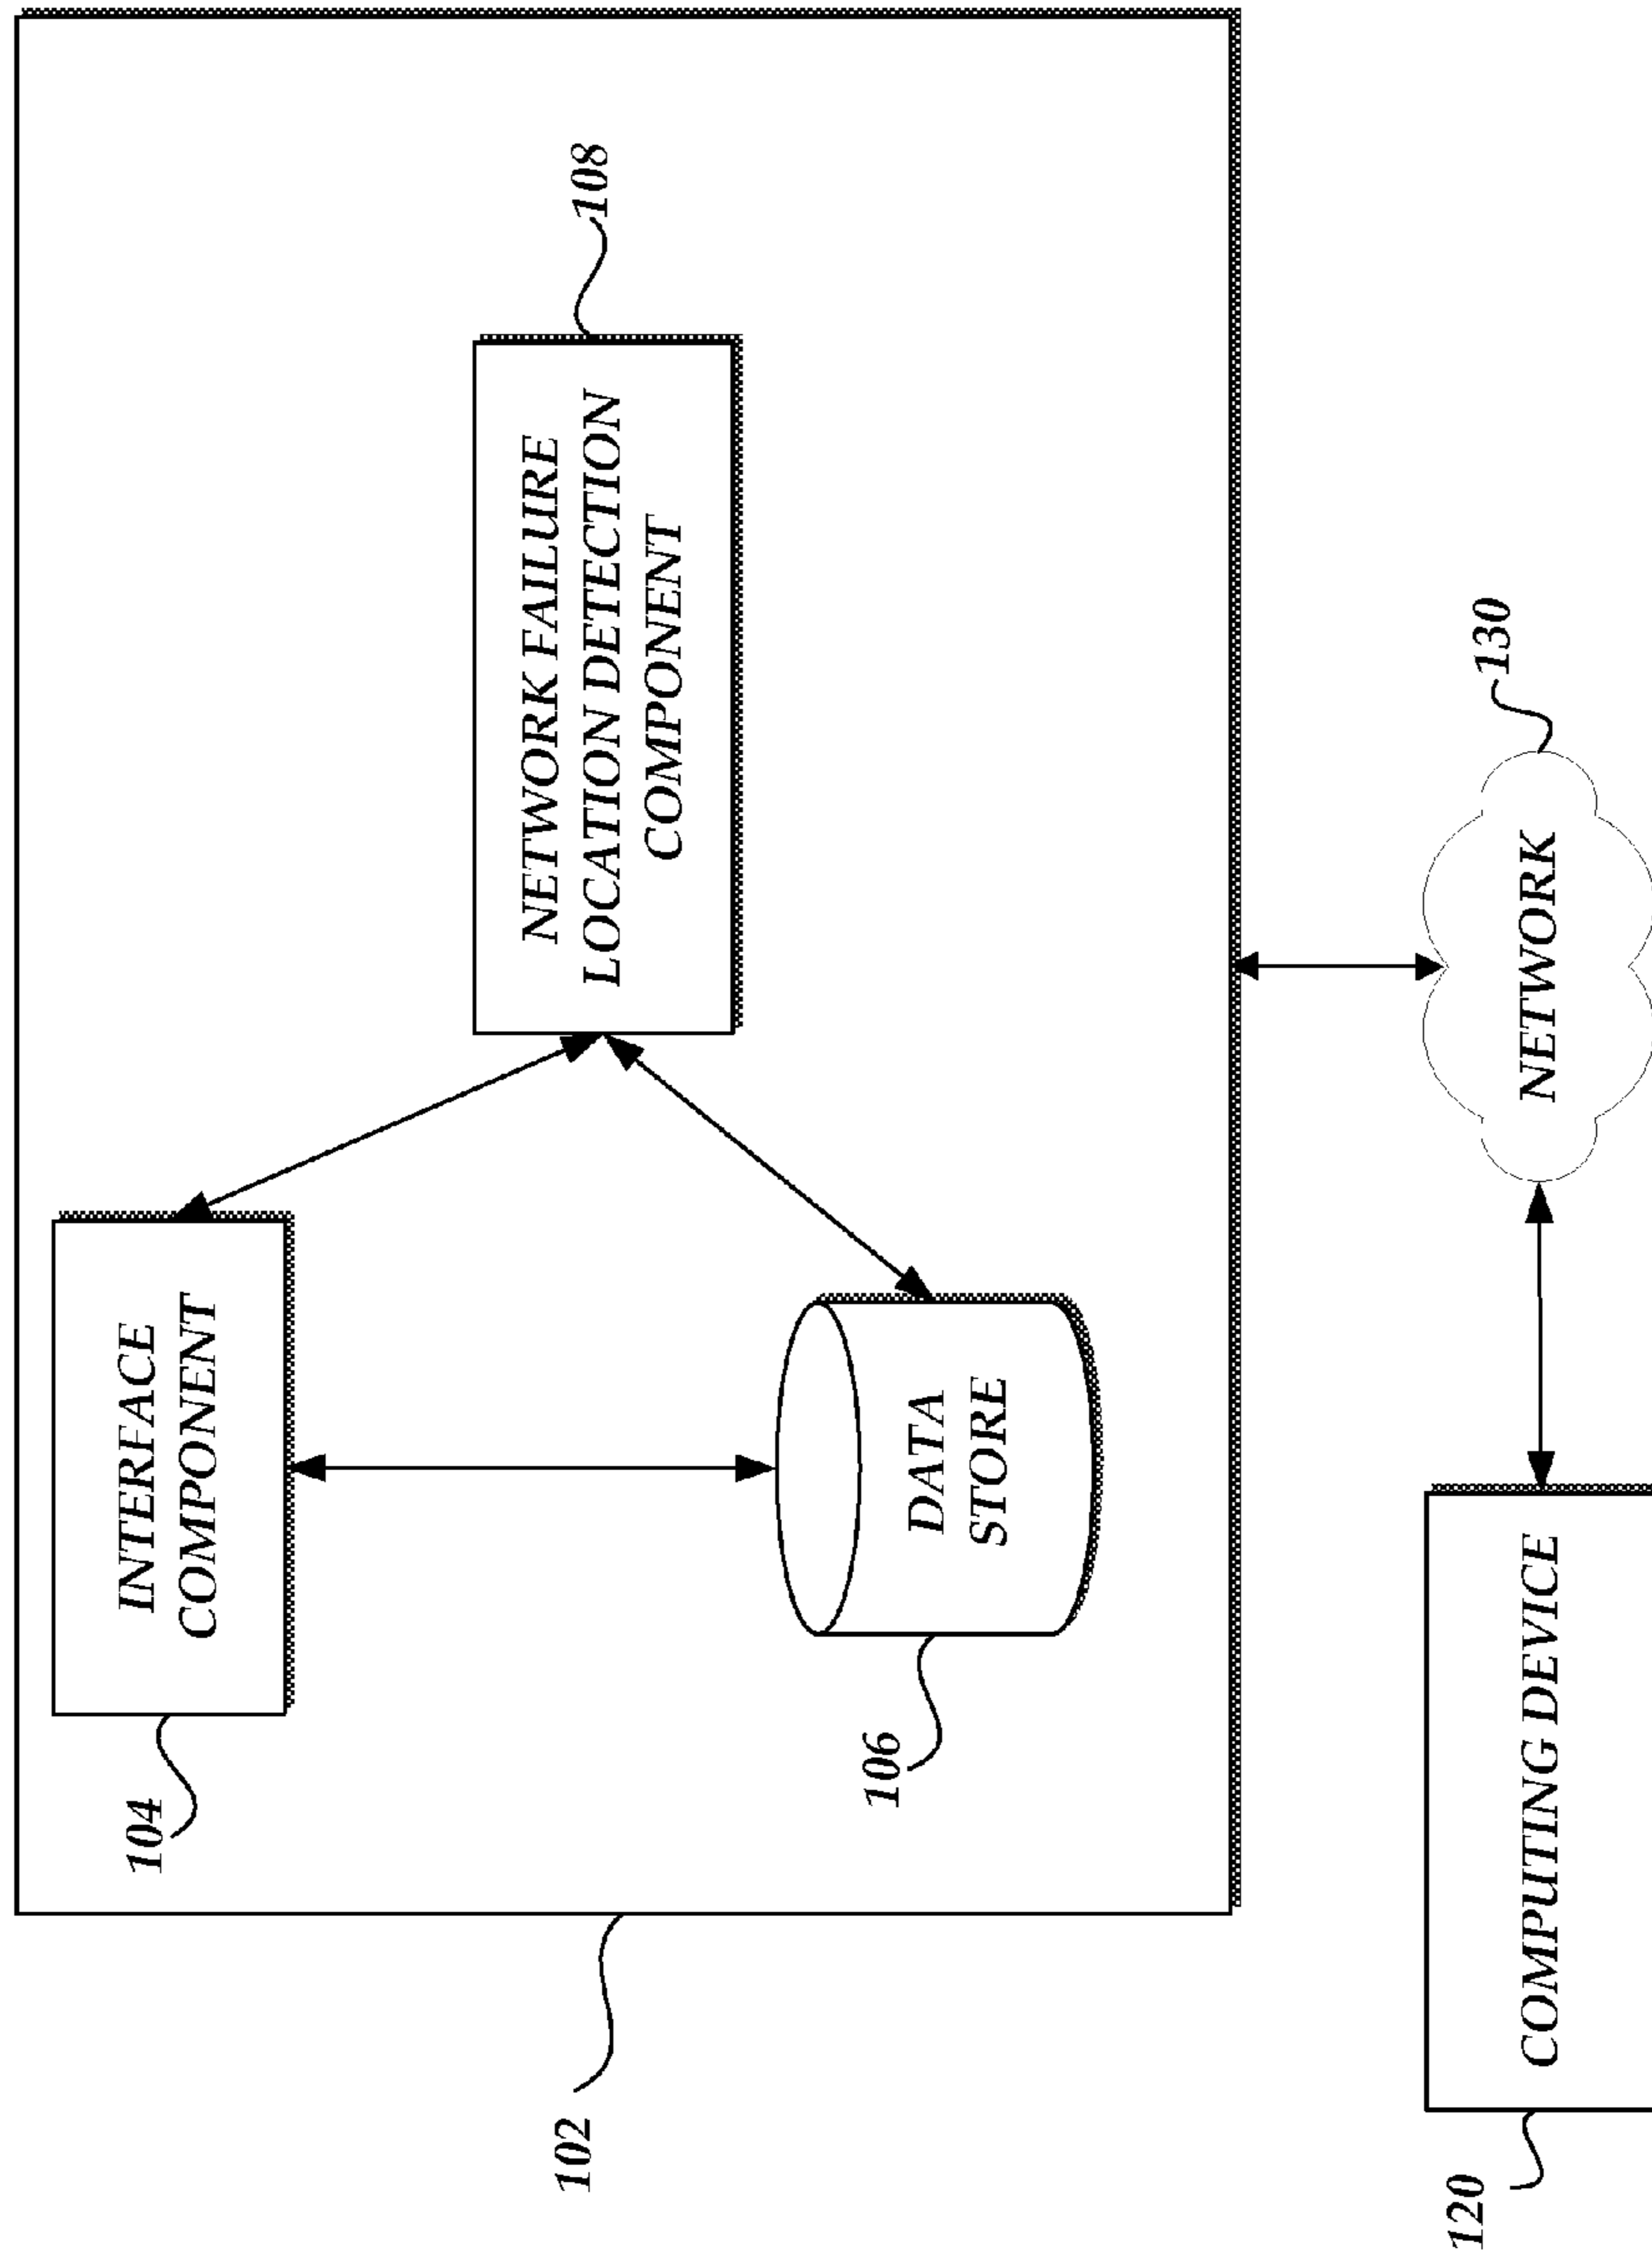 104
INTERFACE
COMPONENT
102
NETWORK FAILURE
LOCATION DETECTION
COMPONENT
108
106
DATA
STORE
120
COMPUTING DEVICE
NETWORK
130